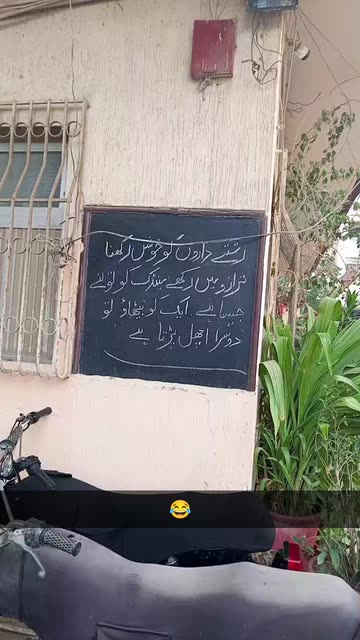 رشتے داروں کو خوش رکھنا
ترازو میں رکھے مینڈک کو تولنے
جیسا ہے ایک کو بٹھاؤ تو
دوسرا اچھل پڑتا ہے
😂